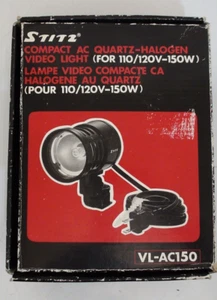 STITZ
COMPACT AC QUARTZ-HALOGEN
VIDEO LIGHT (FOR 110/120V-150W)
LAMPE VIDEO COMPACTE CA
HALOGENE AU QUARTZ
(POUR 110/120V-150W)
VL-AC150